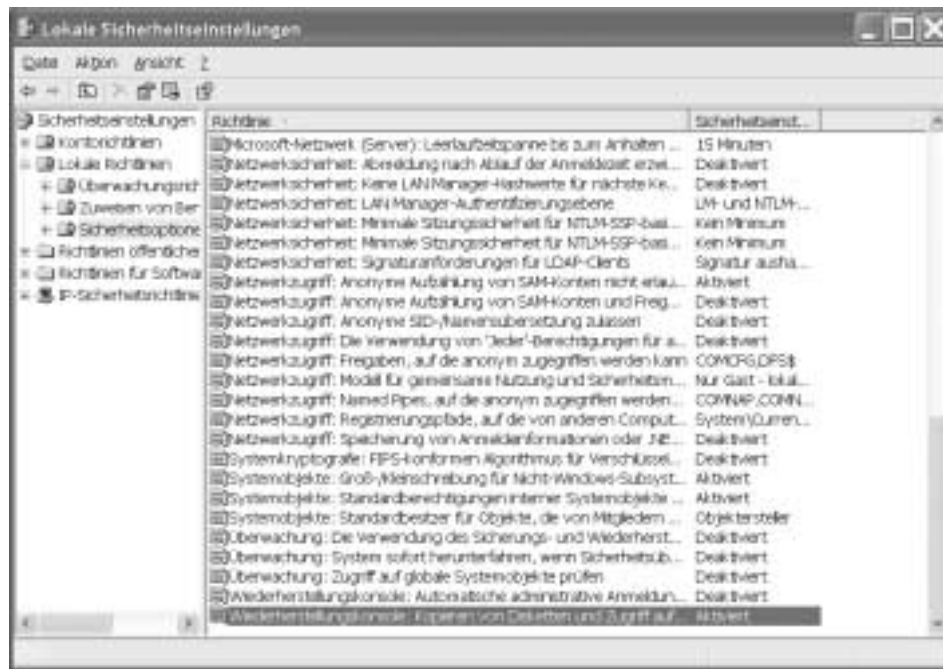 Lokale Sicherheitseinstellungen
Datei Aktion Ansicht ?
Sicherheitseinstellungen
Kontorichtlinien
Lokale Richtlinien
Überwachungsrich
Zuweisen von Ben
Sicherheitsoptione
Richtlinien öffentlicher
Richtlinien für Softwa
IP-Sicherheitsrichtlinie
Richtlinie Sicherheitseinst...
Microsoft-Netzwerk (Server): Leerlaufzeitspanne bis zum Anhalten ... 15 Minuten
Netzwerksicherheit: Abmeldung nach Ablauf der Anmeldezeit erzwi... Deaktiviert
Netzwerksicherheit: Keine LAN Manager-Hashwerte für nächste Ke... Deaktiviert
Netzwerksicherheit: LAN Manager-Authentifizierungsebene LM- und NTLM-...
Netzwerksicherheit: Minimale Sitzungssicherheit für NTLM-SSP-basi... Kein Minimum
Netzwerksicherheit: Minimale Sitzungssicherheit für NTLM-SSP-basi... Kein Minimum
Netzwerksicherheit: Signaturanforderungen für LDAP-Clients Signatur ausha...
Netzwerkzugriff: Anonyme Aufzählung von SAM-Konten nicht erlau... Aktiviert
Netzwerkzugriff: Anonyme Aufzählung von SAM-Konten und Freig... Deaktiviert
Netzwerkzugriff: Anonyme SID-/Namensübersetzung zulassen Deaktiviert
Netzwerkzugriff: Die Verwendung von 'Jeder'-Berechtigungen für a... Deaktiviert
Netzwerkzugriff: Freigaben, auf die anonym zugegriffen werden kann COMCFG,DFS$
Netzwerkzugriff: Modell für gemeinsame Nutzung und Sicherheitsm... Nur Gast - lokal...
Netzwerkzugriff: Named Pipes, auf die anonym zugegriffen werden... COMNAP,COMN...
Netzwerkzugriff: Registrierungspfade, auf die von anderen Comput... System\Curren...
Netzwerkzugriff: Speicherung von Anmeldeinformationen oder .NE... Deaktiviert
Systemkryptografie: FIPS-konformen Algorithmus für Verschlüssel... Deaktiviert
Systemobjekte: Groß-/Kleinschreibung für Nicht-Windows-Subsyst... Aktiviert
Systemobjekte: Standardberechtigungen interner Systemobjekte ... Aktiviert
Systemobjekte: Standardbesitzer für Objekte, die von Mitgliedern ... Objektersteller
Überwachung: Die Verwendung des Sicherungs- und Wiederherst... Deaktiviert
Überwachung: System sofort herunterfahren, wenn Sicherheitsüb... Deaktiviert
Überwachung: Zugriff auf globale Systemobjekte prüfen Deaktiviert
Wiederherstellungskonsole: Automatische administrative Anmeldun... Deaktiviert
Wiederherstellungskonsole: Kopieren von Disketten und Zugriff auf... Aktiviert